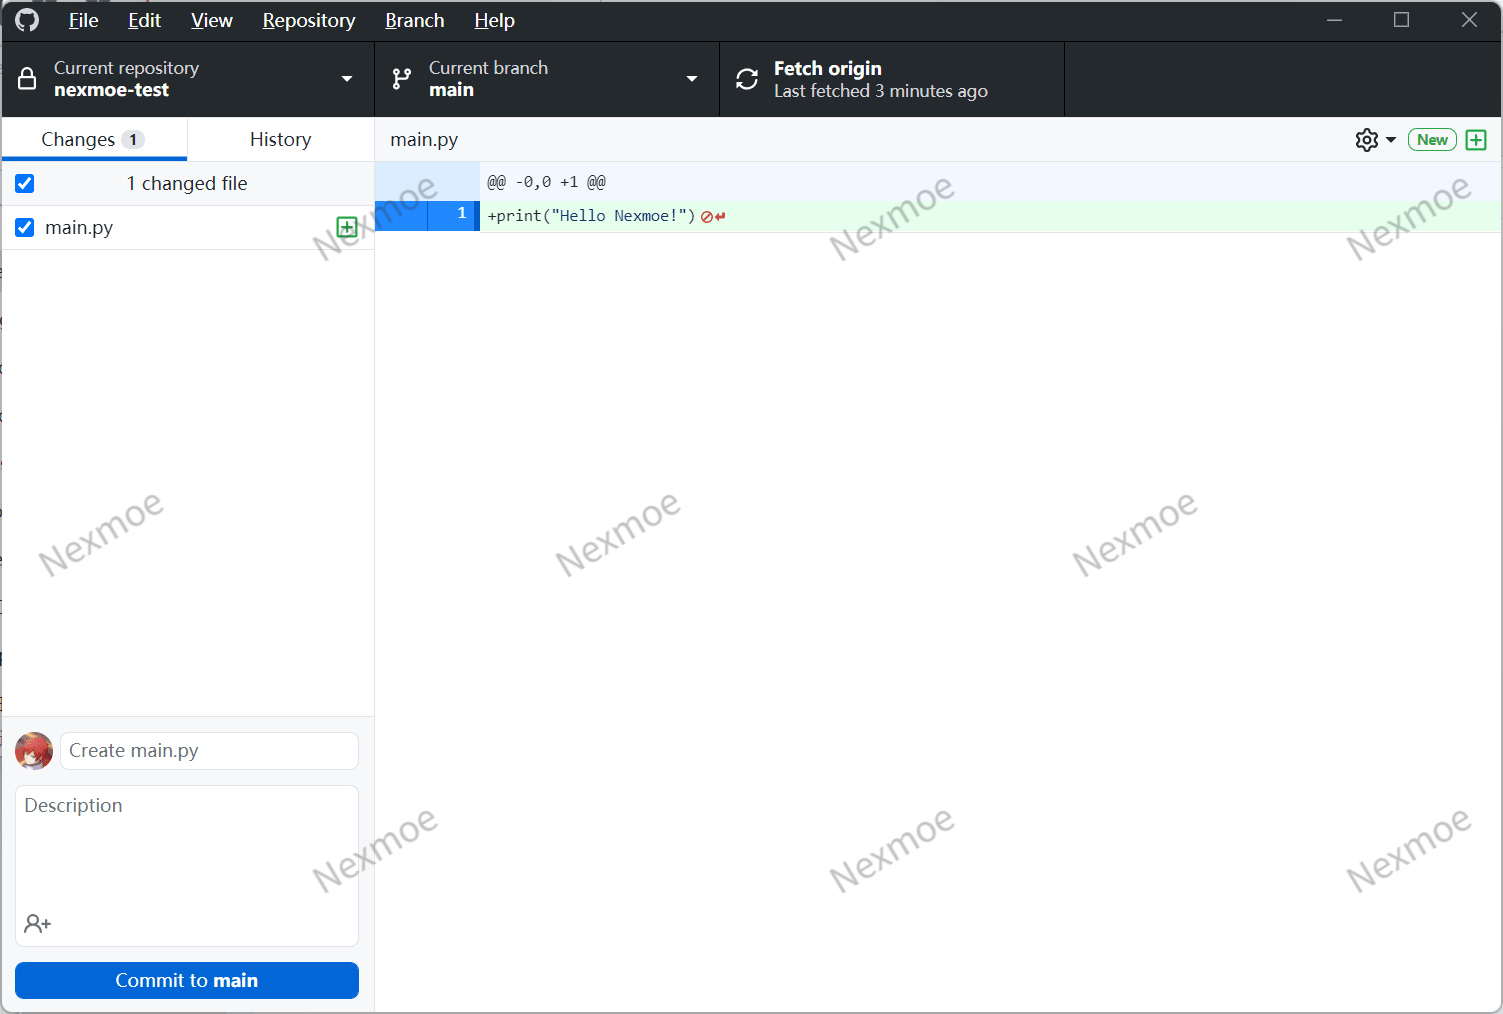 File Edit View Repository Branch Help
Current repository
nexmoe-test
Current branch
main
Fetch origin
Last fetched 3 minutes ago
Changes 1
History
main.py
New
1 changed file
@@ -0,0 +1 @@
main.py
1 +print("Hello Nexmoe!")
Nexmoe
Nexmoe
Nexmoe
Nexmoe
Nexmoe
Nexmoe
Create main.py
Description
Nexmoe
Nexmoe
Nexmoe
Commit to main